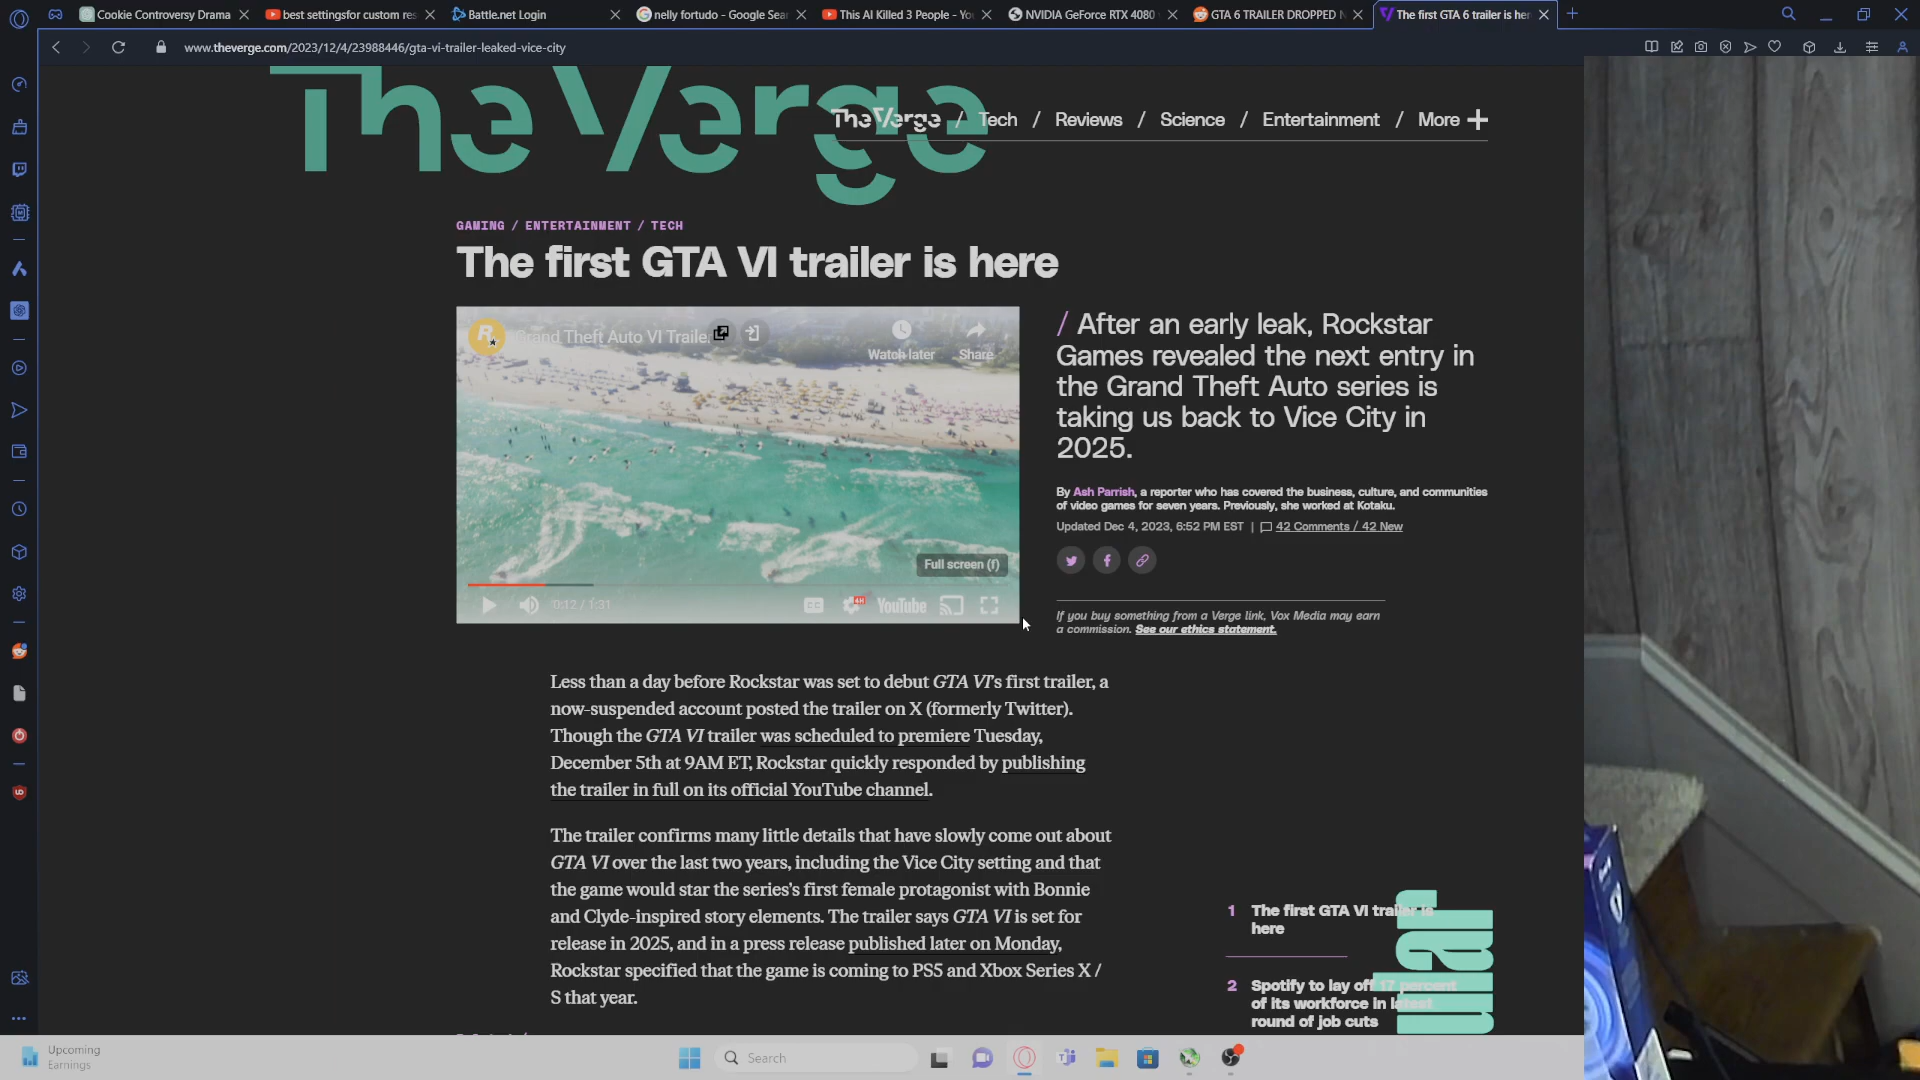 Cookie Controversy Drama
best settingsfor custom res
Battle.net Login
nelly fortudo - Google Sear
This AI Killed 3 People - Yo
NVIDIA GeForce RTX 4080
GTA 6 TRAILER DROPPED
The first GTA 6 trailer is her
www.theverge.com/2023/12/4/23988446/gta-vi-trailer-leaked-vice-city
The Verge
The Verge / Tech / Reviews / Science / Entertainment / More +
GAMING / ENTERTAINMENT / TECH
The first GTA VI trailer is here
Grand Theft Auto VI Traile
Watch later
Share
Full screen (f)
0:12 / 1:31
CC
4H
YouTube
/ After an early leak, Rockstar
Games revealed the next entry in
the Grand Theft Auto series is
taking us back to Vice City in
2025.
By Ash Parrish, a reporter who has covered the business, culture, and communities
of video games for seven years. Previously, she worked at Kotaku.
Updated Dec 4, 2023, 6:52 PM EST | 42 Comments / 42 New
If you buy something from a Verge link, Vox Media may earn
a commission. See our ethics statement.
Less than a day before Rockstar was set to debut GTA VI's first trailer, a
now-suspended account posted the trailer on X (formerly Twitter).
Though the GTA VI trailer was scheduled to premiere Tuesday,
December 5th at 9AM ET, Rockstar quickly responded by publishing
the trailer in full on its official YouTube channel.
The trailer confirms many little details that have slowly come out about
GTA VI over the last two years, including the Vice City setting and that
the game would star the series's first female protagonist with Bonnie
and Clyde-inspired story elements. The trailer says GTA VI is set for
release in 2025, and in a press release published later on Monday,
Rockstar specified that the game is coming to PS5 and Xbox Series X /
S that year.
1 The first GTA VI trailer is
here
2 Spotify to lay off 17 percent
of its workforce in latest
round of job cuts
Upcoming
Earnings
Search